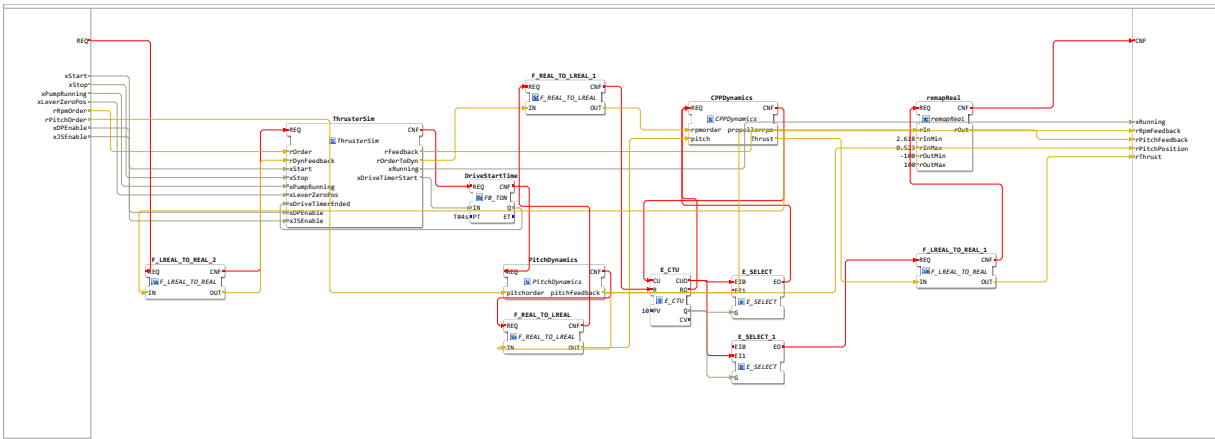 REQ
xStart
xStop
xPumpRunning
xLeverZeroPos
rRpmOrder
rPitchOrder
xDPEnable
xJSEnable
F_LREAL_TO_REAL_2
REQ CNF
F_LREAL_TO_REAL
IN OUT
ThrusterSim
REQ CNF
ThrusterSim
rOrder rFeedback
rDynFeedback rOrderToDyn
xStart xRunning
xStop xDriveTimerStart
xPumpRunning
xLeverZeroPos
xDriveTimerEnded
xDPEnable
xJSEnable
DriveStartTime
REQ CNF
FB_TON
IN Q
T#4s PT ET
F_REAL_TO_LREAL_1
REQ CNF
F_REAL_TO_LREAL
IN OUT
PitchDynamics
REQ CNF
PitchDynamics
pitchorder pitchFeedback
F_REAL_TO_LREAL
REQ CNF
F_REAL_TO_LREAL
IN OUT
E_CTU
CU CUO
R RO
E_CTU
10 PV Q
CV
CPPDynamics
REQ CNF
CPPDynamics
rpmorder propullerrpm
pitch Thrust
E_SELECT
EI0 EO
EI1
E_SELECT
G
E_SELECT_1
EI0 EO
EI1
E_SELECT
G
remapReal
REQ CNF
remapReal
rIn rOut
2.618 rInMin
0.523 rInMax
-100 rOutMin
100 rOutMax
F_LREAL_TO_REAL_1
REQ CNF
F_LREAL_TO_REAL
IN OUT
CNF
xRunning
rRpmFeedback
rPitchFeedback
rPitchPosition
rThrust